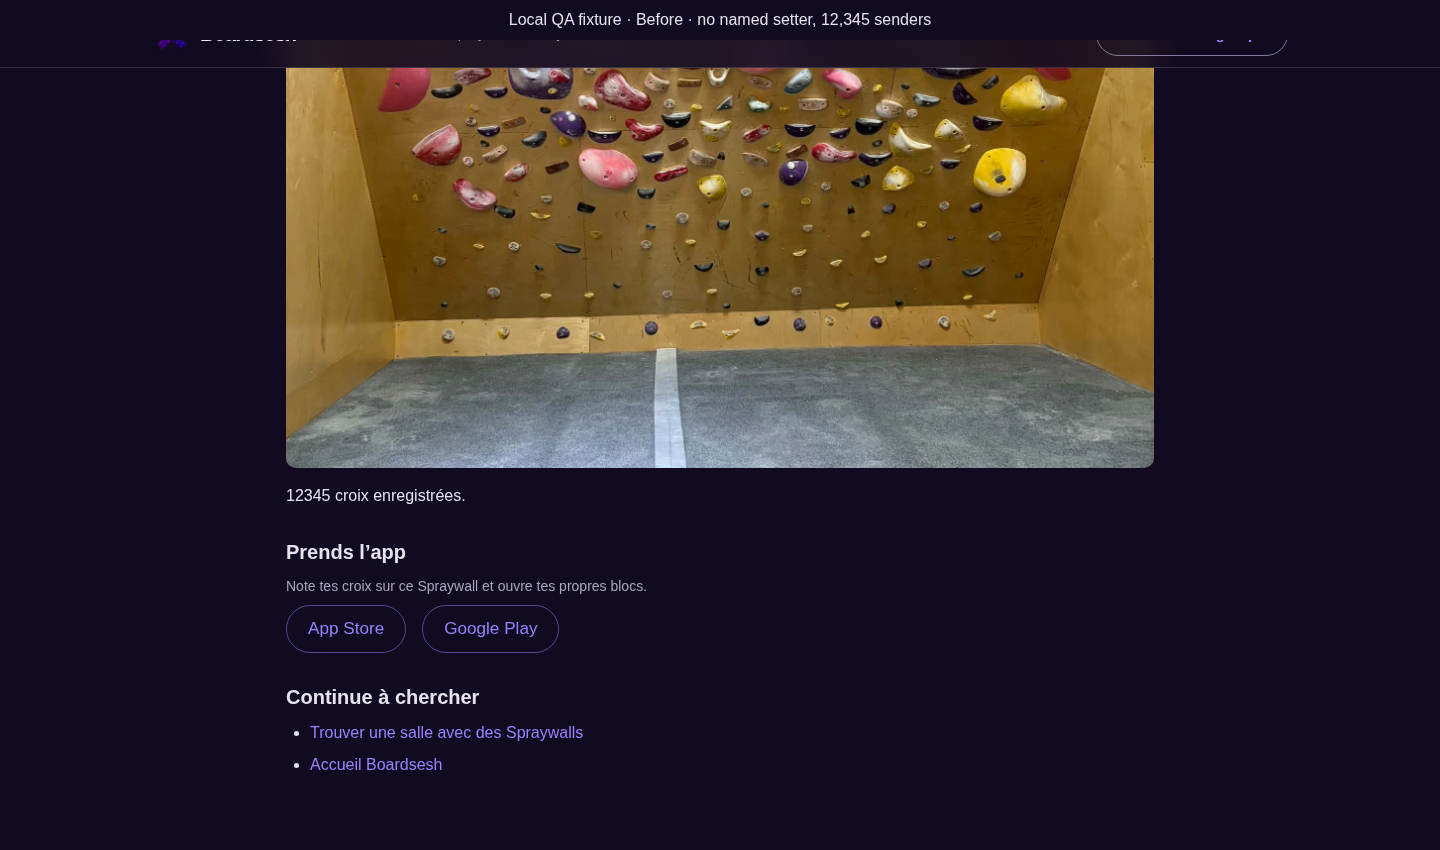 Local QA fixture · Before · no named setter, 12,345 senders
12345 croix enregistrées.
Prends l’app
Note tes croix sur ce Spraywall et ouvre tes propres blocs.
App Store
Google Play
Continue à chercher
Trouver une salle avec des Spraywalls
Accueil Boardsesh